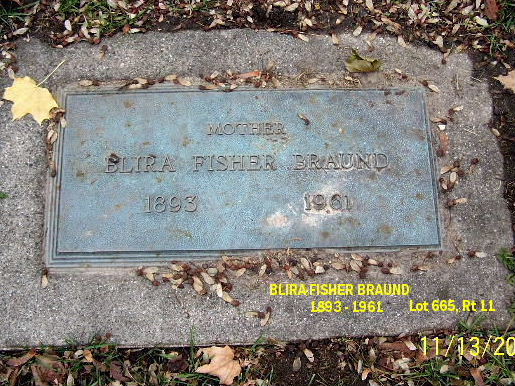 MOTHER
BLIRA FISHER BRAUND
1893 1961
BLIRA FISHER BRAUND
1893 - 1961 Lot 665, Rt 11
11/13/20